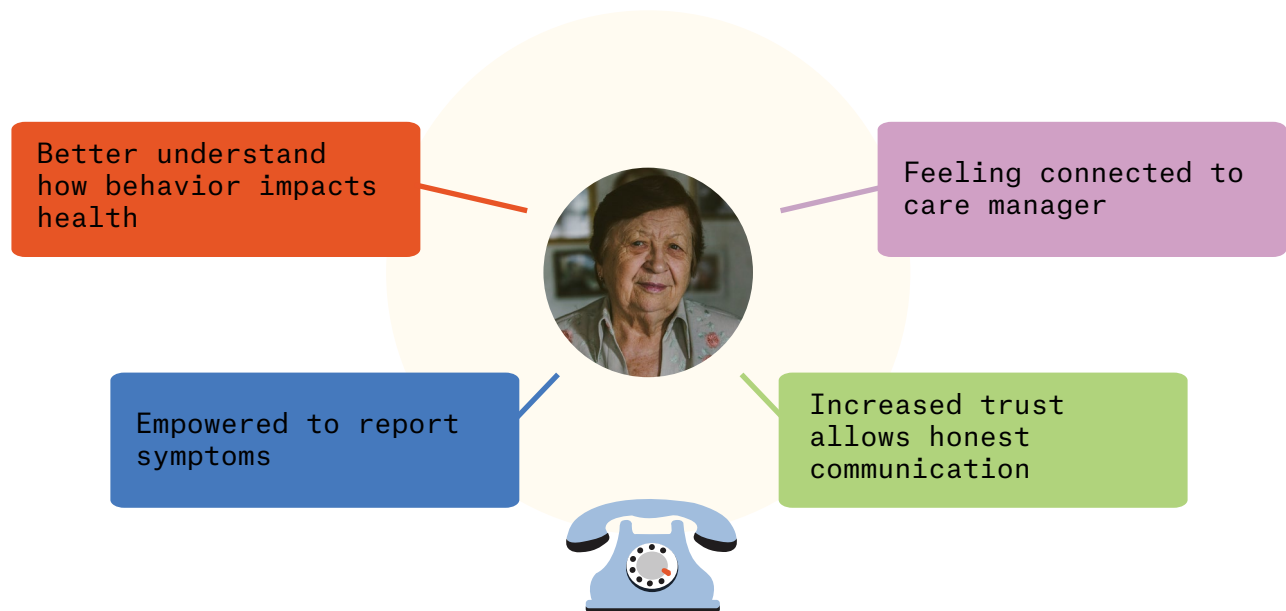 Better understand
how behavior impacts
health
Feeling connected to
care manager
Empowered to report
symptoms
Increased trust
allows honest
communication